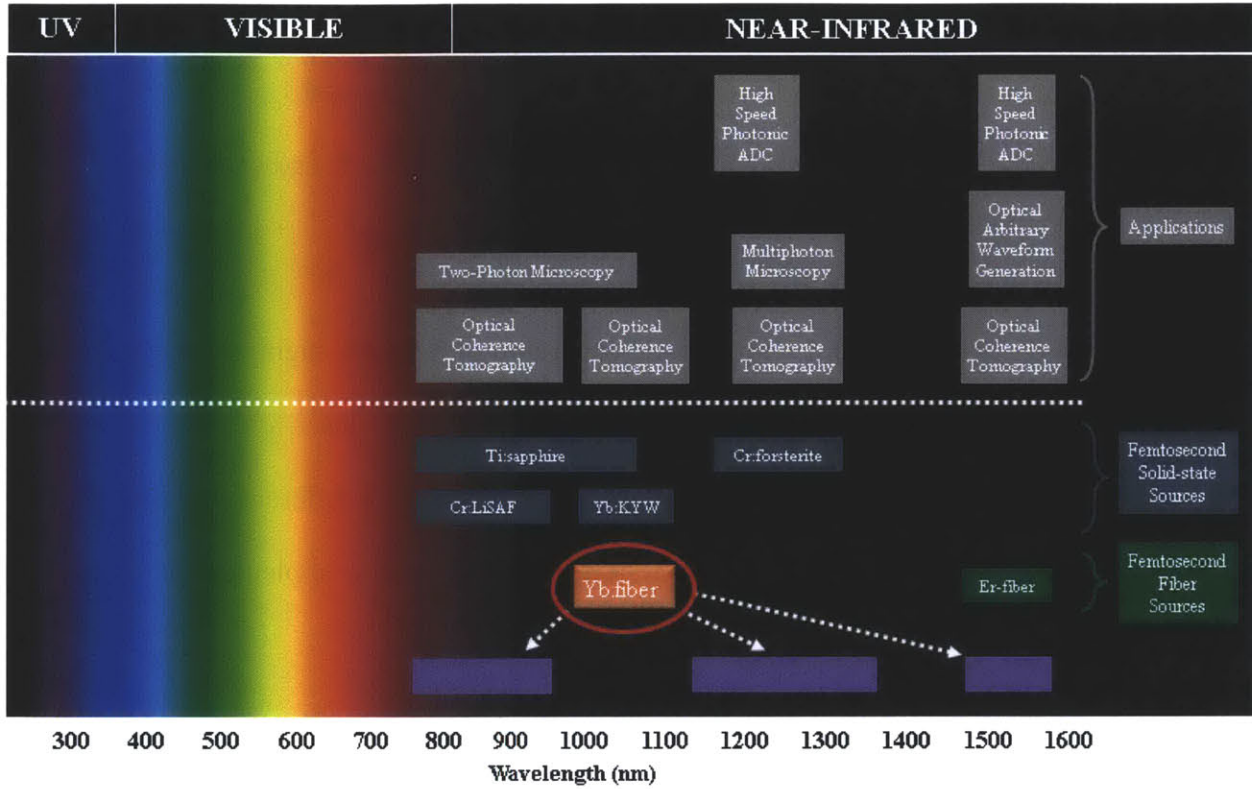 UV VISIBLE NEAR-INFRARED
High
Speed
Photonic
ADC
High
Speed
Photonic
ADC
Optical
Arbitrary
Waveform
Generation
Applications
Two-Photon Microscopy
Multiphoton
Microscopy
Optical
Coherence
Tomography
Optical
Coherence
Tomography
Optical
Coherence
Tomography
Optical
Coherence
Tomography
Ti:sapphire
Cr:forsterite
Cr:LiSAF
Yb:KYW
Femtosecond
Solid-state
Sources
Yb:fiber
Er-fiber
Femtosecond
Fiber
Sources
300 400 500 600 700 800 900 1000 1100 1200 1300 1400 1500 1600
Wavelength (nm)